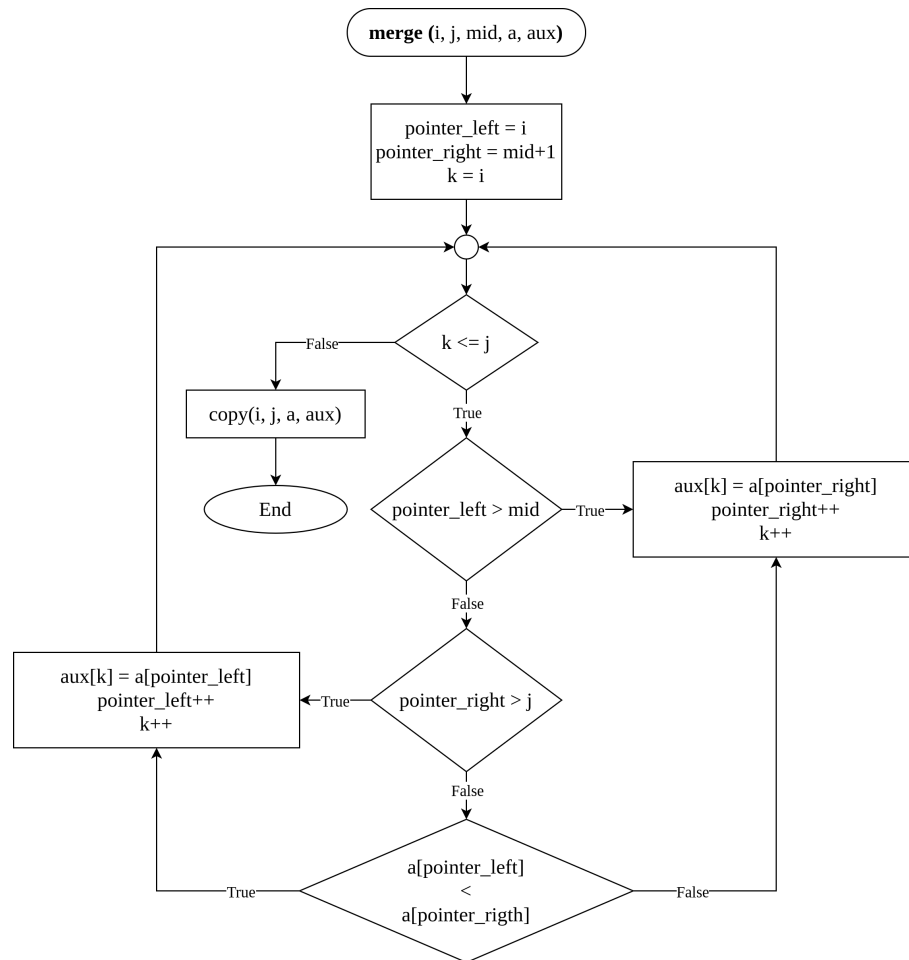 merge (i, j, mid, a, aux)
pointer_left = i
pointer_right = mid+1
k = i
k <= j
False
True
copy(i, j, a, aux)
End
pointer_left > mid
True
aux[k] = a[pointer_right]
pointer_right++
k++
False
pointer_right > j
True
aux[k] = a[pointer_left]
pointer_left++
k++
False
a[pointer_left]
<
a[pointer_rigth]
True
False